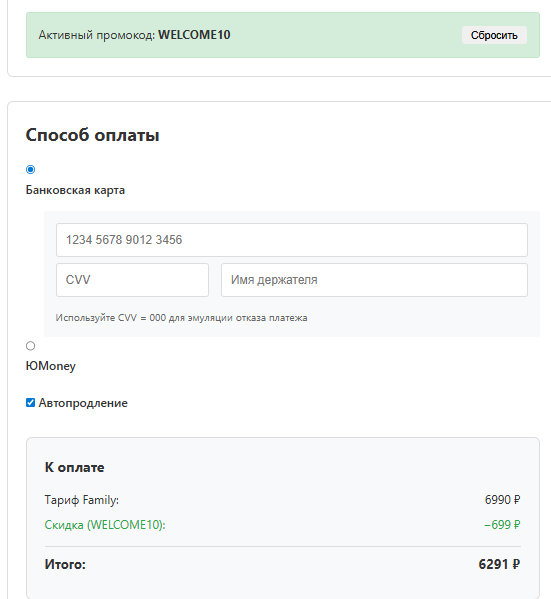 Активный промокод: WELCOME10 Сбросить
Способ оплаты
Банковская карта
1234 5678 9012 3456
CVV Имя держателя
Используйте CVV = 000 для эмуляции отказа платежа
ЮMoney
Автопродление
К оплате
Тариф Family: 6990 ₽
Скидка (WELCOME10): −699 ₽
Итого: 6291 ₽